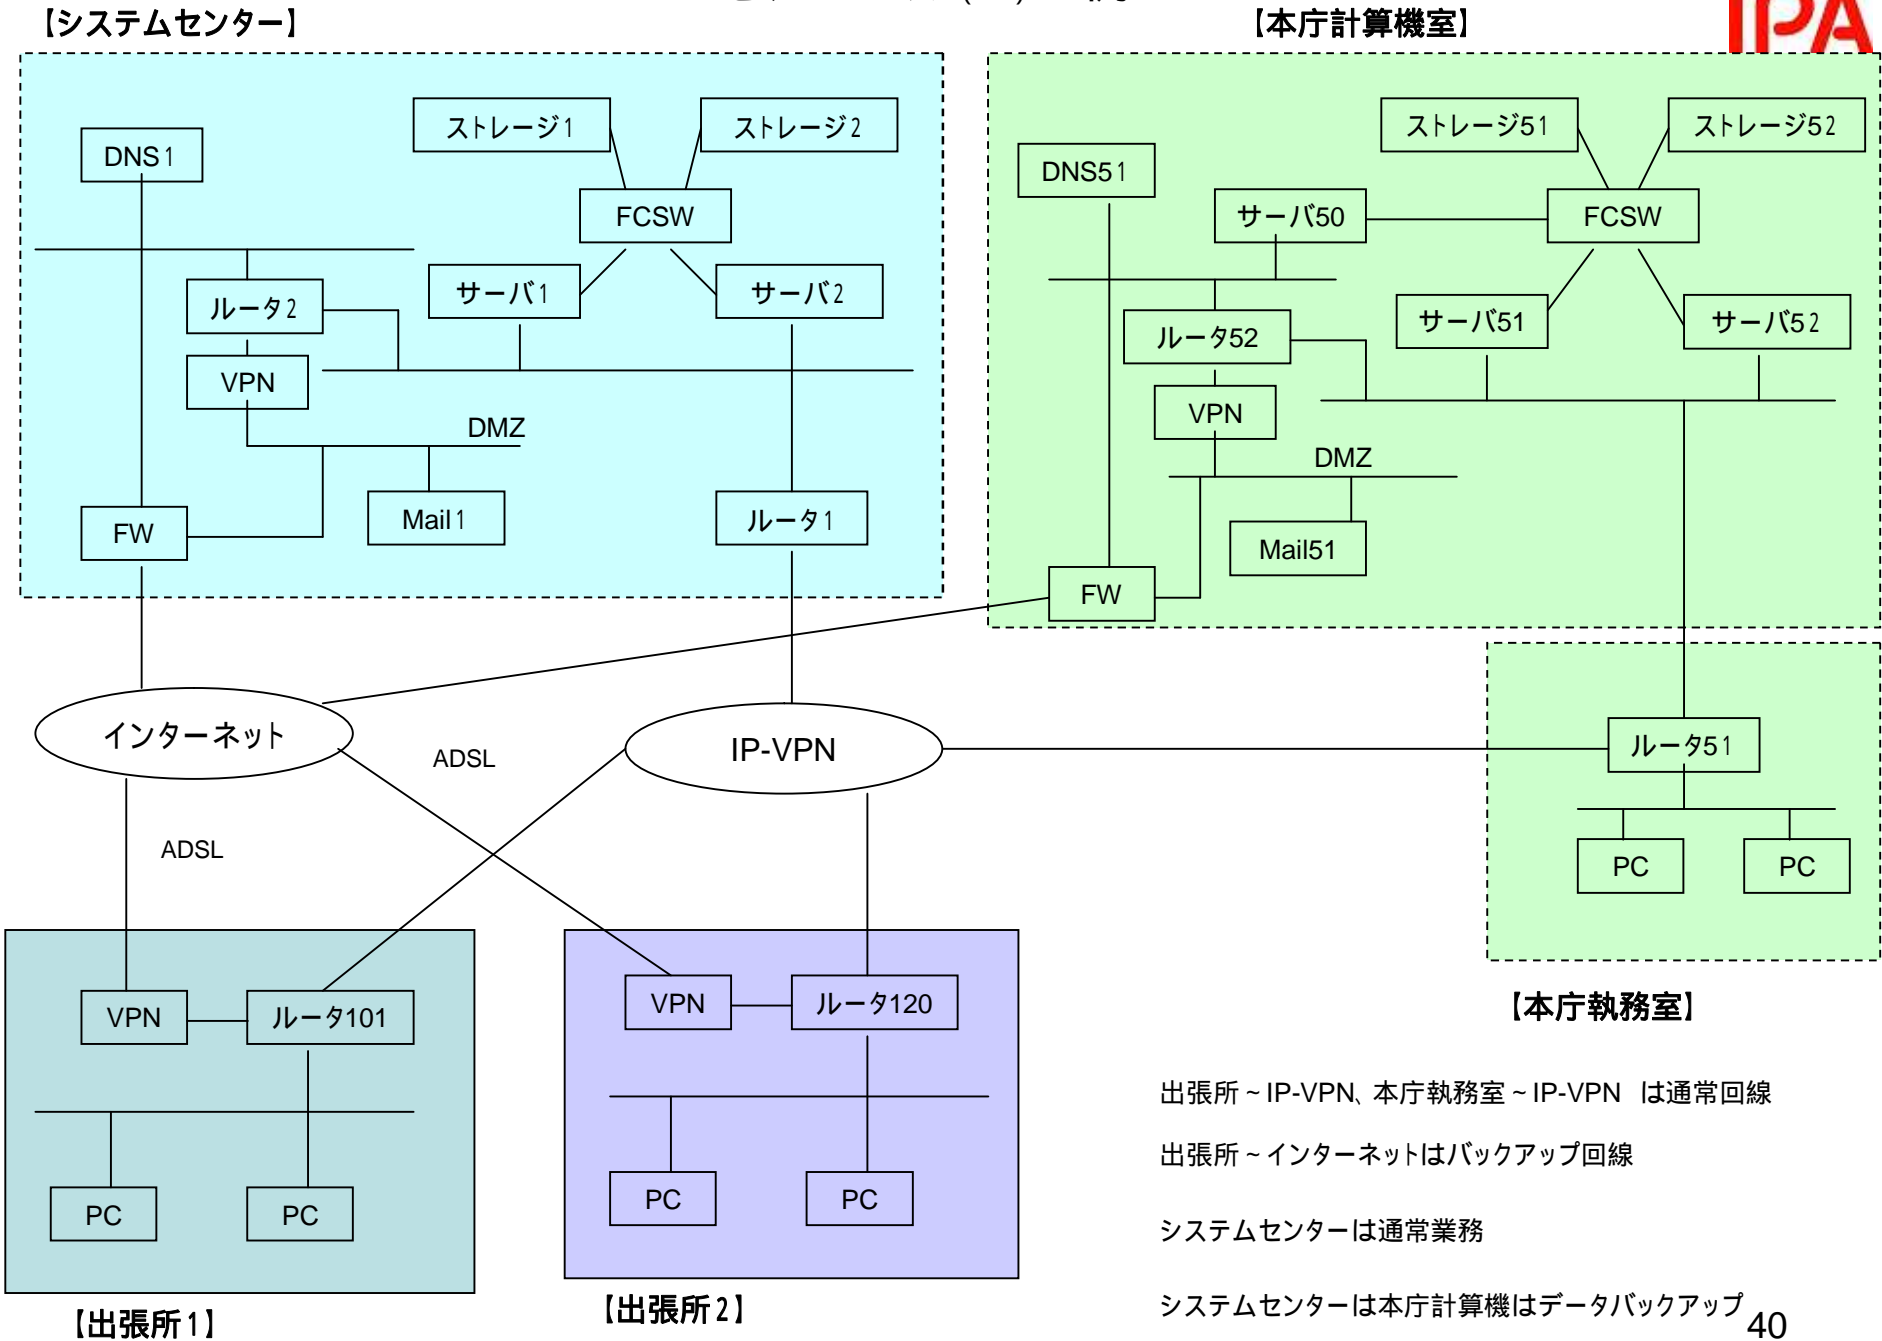 【システムセンター】
【本庁計算機室】
IPA
ストレージ1
ストレージ2
DNS1
FCSW
ルータ2
サーバ1
サーバ2
VPN
DMZ
FW
Mail1
ルータ1
ストレージ51
ストレージ52
DNS51
サーバ50
FCSW
ルータ52
サーバ51
サーバ52
VPN
DMZ
Mail51
FW
インターネット
ADSL
IP-VPN
ルータ51
ADSL
PC
PC
【本庁執務室】
VPN
ルータ101
PC
PC
【出張所1】
VPN
ルータ120
PC
PC
【出張所2】
出張所~IP-VPN、本庁執務室~IP-VPN は通常回線
出張所~インターネットはバックアップ回線
システムセンターは通常業務
システムセンターは本庁計算機はデータバックアップ
40